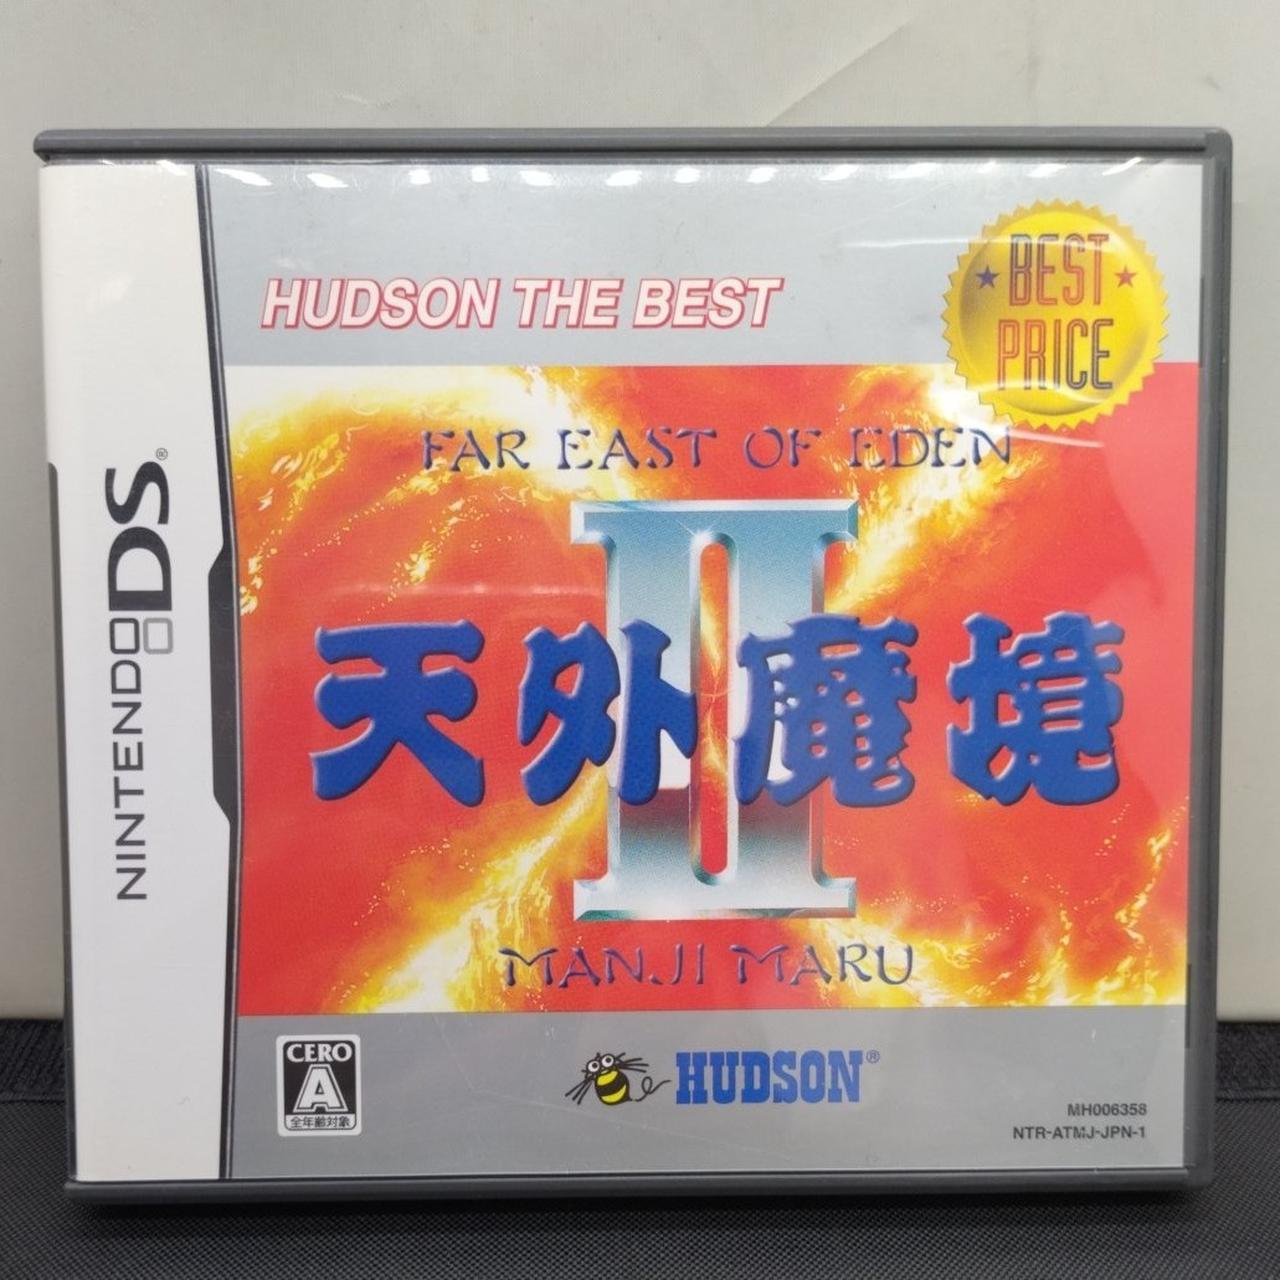 HUDSON THE BEST
BEST
PRICE
FAR EAST OF EDEN
II
天外魔境
MANJI MARU
NINTENDO DS®
CERO
A
全年齢対象
HUDSON®
MH006358
NTR-ATMJ-JPN-1